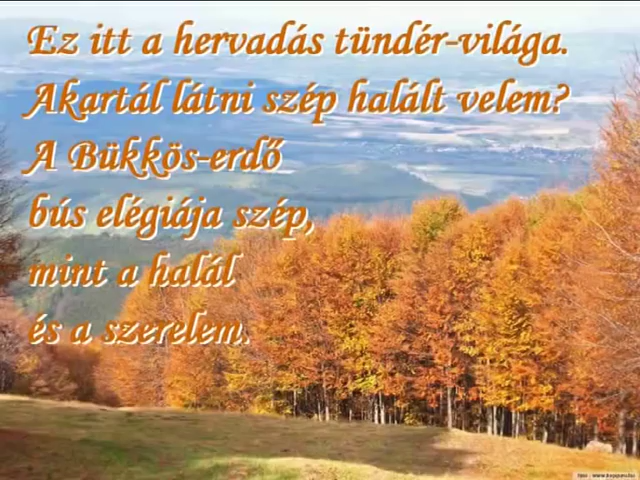 Ez itt a hervadás tündér-világa.
Akartál látni szép halált velem?
A Bükkös-erdő
bús elégiája szép,
mint a halál
és a szerelem.